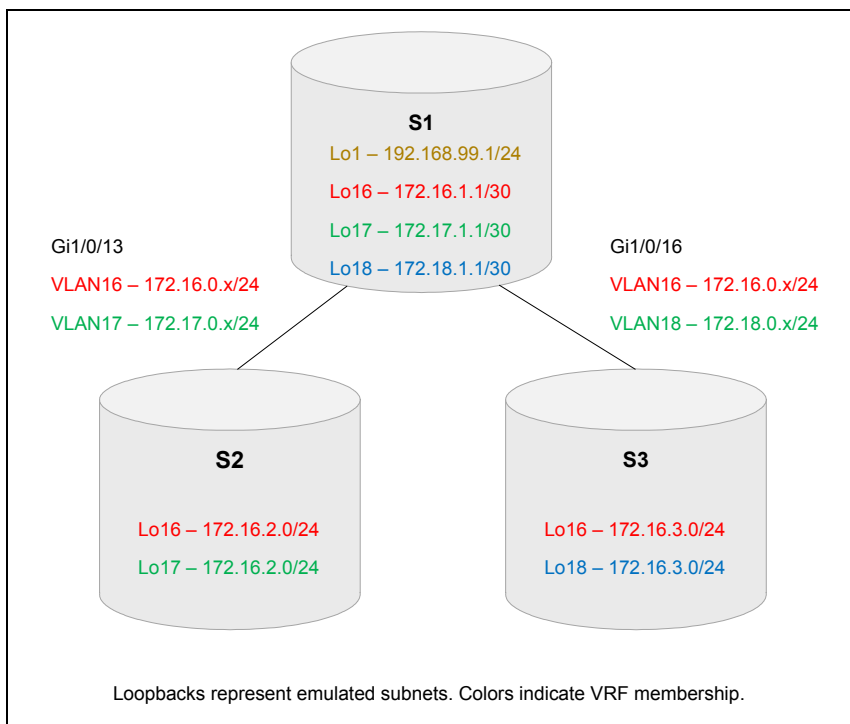 S1
Lo1 – 192.168.99.1/24
Lo16 – 172.16.1.1/30
Lo17 – 172.17.1.1/30
Lo18 – 172.18.1.1/30
Gi1/0/13
VLAN16 – 172.16.0.x/24
VLAN17 – 172.17.0.x/24
Gi1/0/16
VLAN16 – 172.16.0.x/24
VLAN18 – 172.18.0.x/24
S2
Lo16 – 172.16.2.0/24
Lo17 – 172.16.2.0/24
S3
Lo16 – 172.16.3.0/24
Lo18 – 172.16.3.0/24
Loopbacks represent emulated subnets. Colors indicate VRF membership.